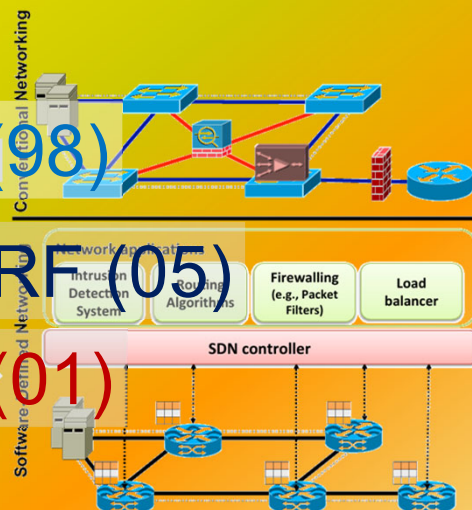 Conventional Networking
(98)
Network applications
RF (05)
Intrusion
Detection
System
Routing
Algorithms
Firewalling
(e.g., Packet
Filters)
Load
balancer
SDN controller
(01)
Software-Defined Networking